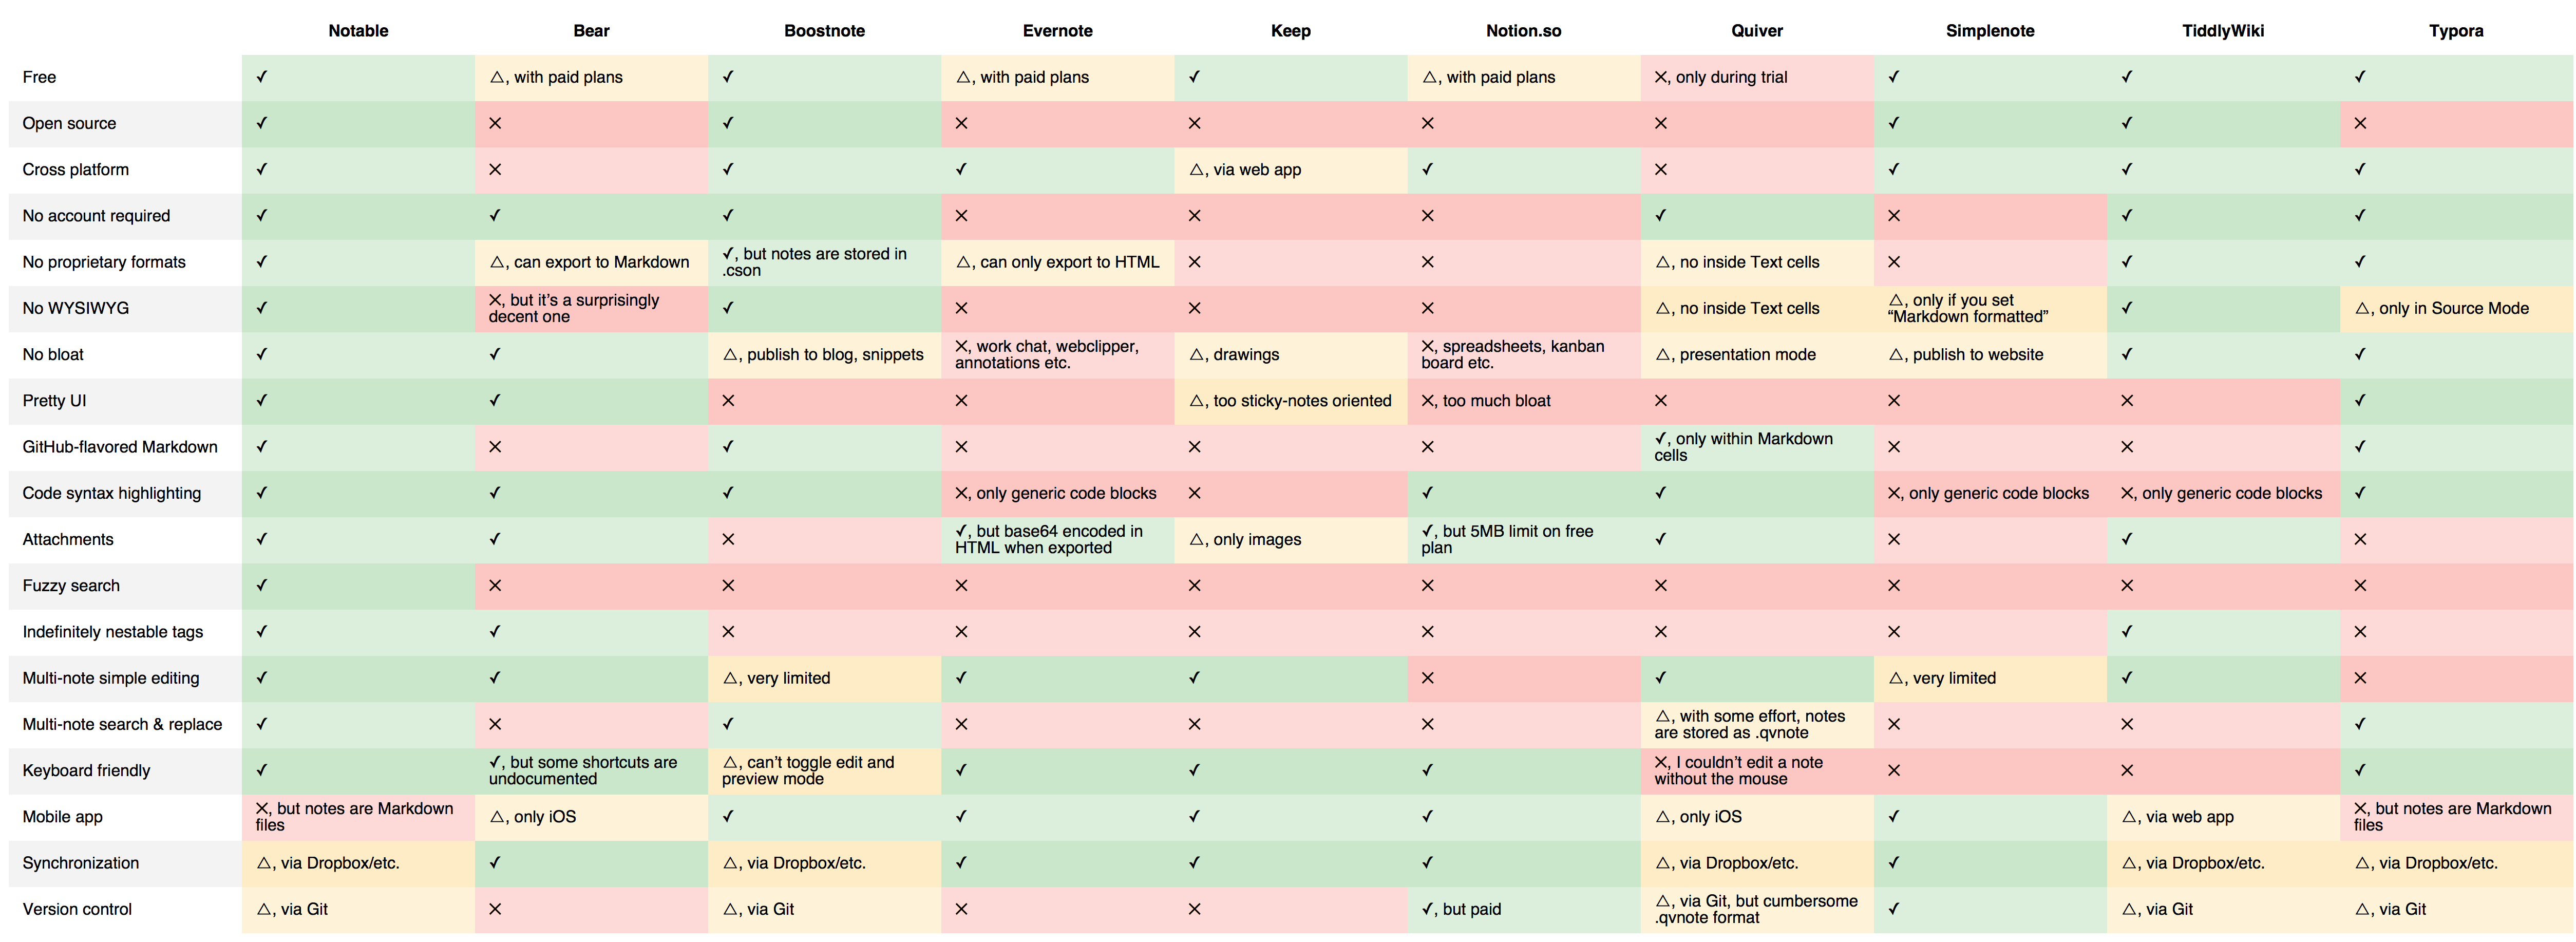 Notable Bear Boostnote Evernote Keep Notion.so Quiver Simplenote TiddlyWiki Typora
Free ✓ △, with paid plans ✓ △, with paid plans ✓ △, with paid plans ✕, only during trial ✓ ✓ ✓
Open source ✓ ✕ ✓ ✕ ✕ ✕ ✕ ✓ ✓ ✕
Cross platform ✓ ✕ ✓ ✓ △, via web app ✓ ✕ ✓ ✓ ✓
No account required ✓ ✓ ✓ ✕ ✕ ✕ ✓ ✕ ✓ ✓
No proprietary formats ✓ △, can export to Markdown ✓, but notes are stored in
.cson △, can only export to HTML ✕ ✕ △, no inside Text cells ✕ ✓ ✓
No WYSIWYG ✓ ✕, but it’s a surprisingly
decent one ✓ ✕ ✕ ✕ △, no inside Text cells △, only if you set
“Markdown formatted” ✓ △, only in Source Mode
No bloat ✓ ✓ △, publish to blog, snippets ✕, work chat, webclipper,
annotations etc. △, drawings ✕, spreadsheets, kanban
board etc. △, presentation mode △, publish to website ✓ ✓
Pretty UI ✓ ✓ ✕ ✕ △, too sticky-notes oriented ✕, too much bloat ✕ ✕ ✕ ✓
GitHub-flavored Markdown ✓ ✕ ✓ ✕ ✕ ✕ ✓, only within Markdown
cells ✕ ✕ ✓
Code syntax highlighting ✓ ✓ ✓ ✕, only generic code blocks ✕ ✓ ✓ ✕, only generic code blocks ✕, only generic code blocks ✓
Attachments ✓ ✓ ✕ ✓, but base64 encoded in
HTML when exported △, only images ✓, but 5MB limit on free
plan ✓ ✕ ✓ ✕
Fuzzy search ✓ ✕ ✕ ✕ ✕ ✕ ✕ ✕ ✕ ✕
Indefinitely nestable tags ✓ ✓ ✕ ✕ ✕ ✕ ✕ ✕ ✓ ✕
Multi-note simple editing ✓ ✓ △, very limited ✓ ✓ ✕ ✓ △, very limited ✓ ✕
Multi-note search & replace ✓ ✕ ✓ ✕ ✕ ✕ △, with some effort, notes
are stored as .qvnote ✕ ✕ ✓
Keyboard friendly ✓ ✓, but some shortcuts are
undocumented △, can’t toggle edit and
preview mode ✓ ✓ ✓ ✕, I couldn’t edit a note
without the mouse ✕ ✕ ✓
Mobile app ✕, but notes are Markdown
files △, only iOS ✓ ✓ ✓ ✓ △, only iOS ✓ △, via web app ✕, but notes are Markdown
files
Synchronization △, via Dropbox/etc. ✓ △, via Dropbox/etc. ✓ ✓ ✓ △, via Dropbox/etc. ✓ △, via Dropbox/etc. △, via Dropbox/etc.
Version control △, via Git ✕ △, via Git ✕ ✕ ✓, but paid △, via Git, but cumbersome
.qvnote format ✓ △, via Git △, via Git